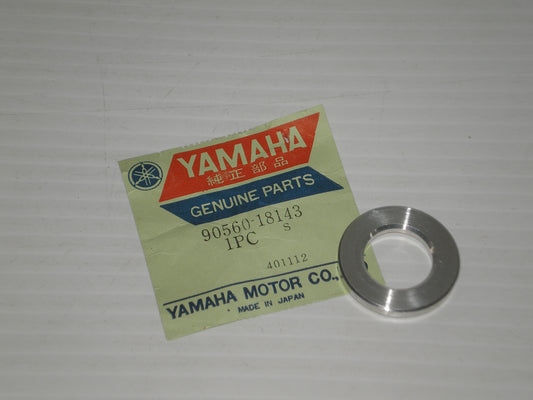 YAMAHA
純正部品
GENUINE PARTS
90560-18143
1PC S
401112
YAMAHA MOTOR CO.,
MADE IN JAPAN